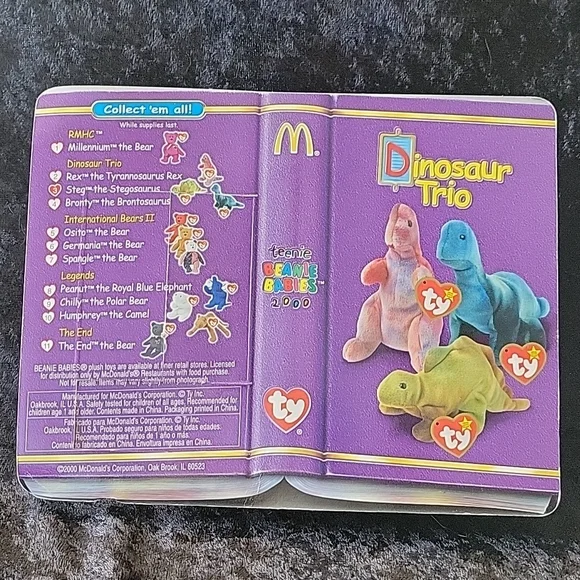 Collect 'em all!
While supplies last.
RMHC™
1 Millennium™ the Bear
Dinosaur Trio
2 Rex™ the Tyrannosaurus Rex
3 Steg™ the Stegosaurus
4 Bronty™ the Brontosaurus
International Bears II
5 Osito™ the Bear
6 Germania™ the Bear
7 Spangle™ the Bear
Legends
8 Peanut™ the Royal Blue Elephant
9 Chilly™ the Polar Bear
10 Humphrey™ the Camel
The End
11 The End™ the Bear
BEANIE BABIES® plush toys are available at finer retail stores. Licensed
for distribution only by McDonald's® Restaurants with food purchase.
Not for resale. Items may vary slightly from photograph.
Manufactured for McDonald's Corporation. © Ty Inc.
Oakbrook, IL U.S.A. Safety tested for children of all ages. Recommended for
children age 1 and older. Contents made in China. Packaging printed in China.
Fabricado para McDonald's Corporation. © Ty Inc.
Oakbrook, IL U.S.A. Probado seguro para niños de todas edades.
Recomendado para niños de 1 año o más.
Contenido fabricado en China. Envoltura impresa en China.
©2000 McDonald's Corporation, Oak Brook, IL 60523
M®
teenie
BEANIE
BABIES™
2000
ty®
Dinosaur
Trio
ty
ty
ty